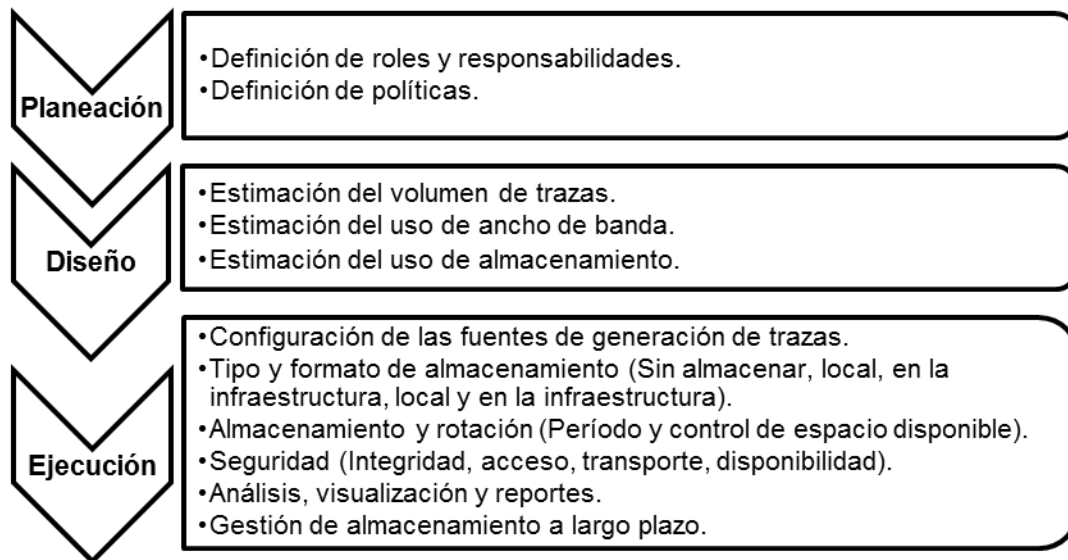 Planeación
•Definición de roles y responsabilidades.
•Definición de políticas.
Diseño
•Estimación del volumen de trazas.
•Estimación del uso de ancho de banda.
•Estimación del uso de almacenamiento.
Ejecución
•Configuración de las fuentes de generación de trazas.
•Tipo y formato de almacenamiento (Sin almacenar, local, en la
infraestructura, local y en la infraestructura).
•Almacenamiento y rotación (Período y control de espacio disponible).
•Seguridad (Integridad, acceso, transporte, disponibilidad).
•Análisis, visualización y reportes.
•Gestión de almacenamiento a largo plazo.